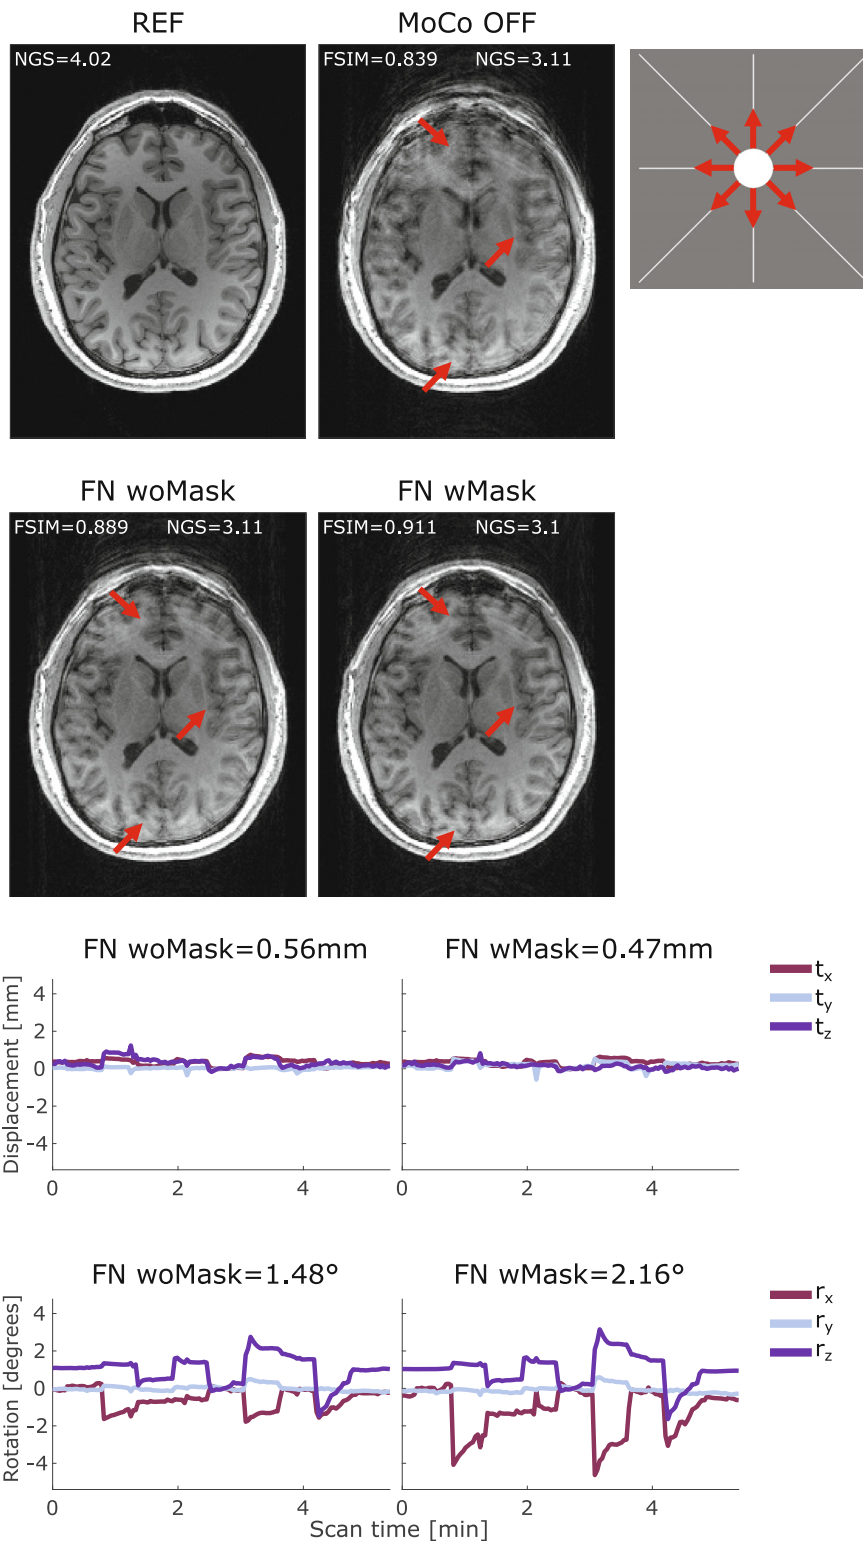 REF MoCo OFF
NGS=4.02 FSIM=0.839 NGS=3.11
FN woMask FN wMask
FSIM=0.889 NGS=3.11 FSIM=0.911 NGS=3.1
FN woMask=0.56mm FN wMask=0.47mm
Displacement [mm]
4
2
0
-2
-4
0 2 4 0 2 4
tx
ty
tz
FN woMask=1.48° FN wMask=2.16°
Rotation [degrees]
4
2
0
-2
-4
0 2 4 0 2 4
rx
ry
rz
Scan time [min]